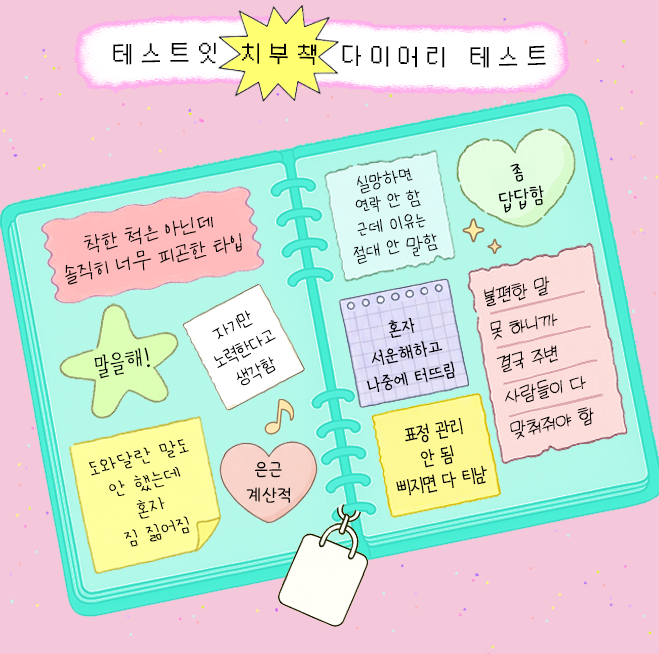 테스트잇 치부책 다이어리 테스트
착한 척은 아닌데
솔직히 너무 피곤한 타입
말을해!
자기만
노력한다고
생각함
도와달란 말도
안 했는데
혼자
짐 짊어짐
은근
계산적
실망하면
연락 안 함
근데 이유는
절대 안 말함
좀
답답함
혼자
서운해하고
나중에 터뜨림
불편한 말
못 하니까
결국 주변
사람들이 다
맞춰줘야 함
표정 관리
안 됨
삐지면 다 티남